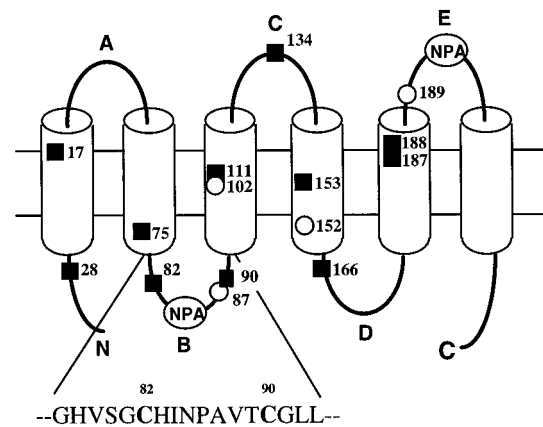 E
C
A
134
NPA
189
17
188
187
111
102
153
75
152
28
82
90
166
87
NPA
B
N
D
C
82 90
--GHVSGCHINPAVTCGLL--